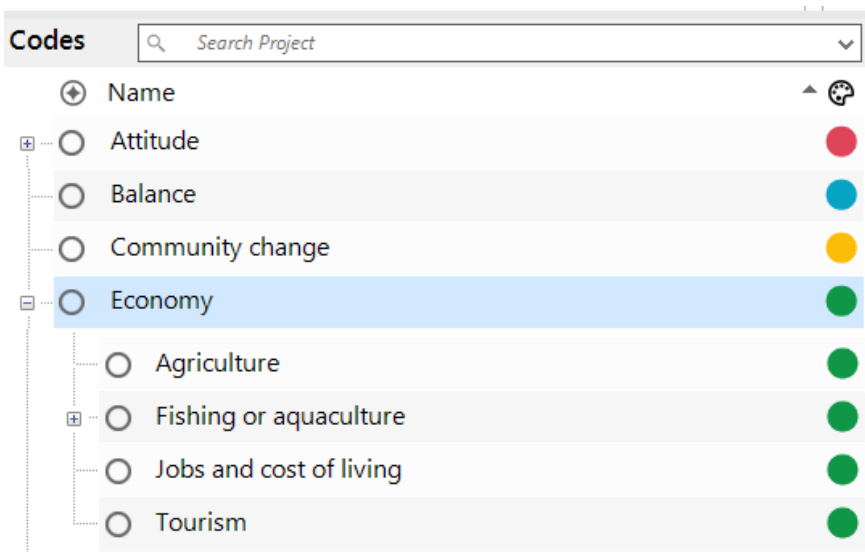 Codes
Search Project
Name
Attitude
Balance
Community change
Economy
Agriculture
Fishing or aquaculture
Jobs and cost of living
Tourism